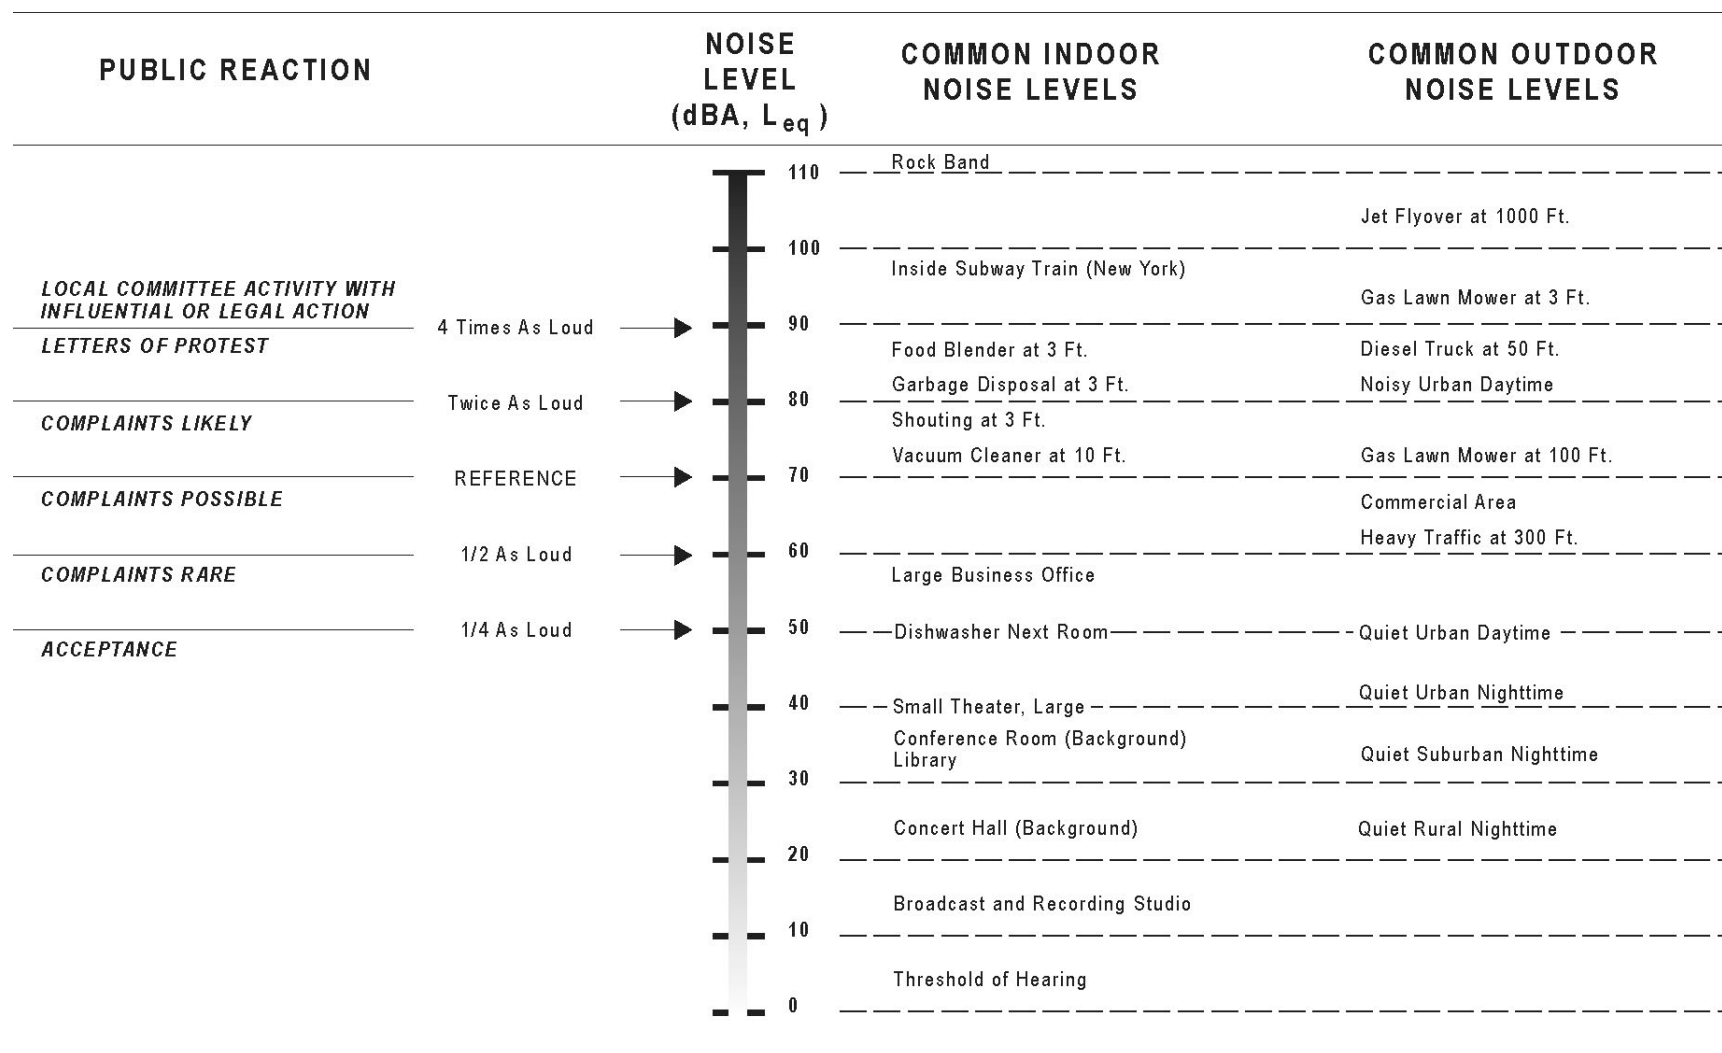 PUBLIC REACTION
NOISE
LEVEL
(dBA, Leq )
COMMON INDOOR
NOISE LEVELS
COMMON OUTDOOR
NOISE LEVELS
110
Rock Band
Jet Flyover at 1000 Ft.
100
Inside Subway Train (New York)
LOCAL COMMITTEE ACTIVITY WITH
INFLUENTIAL OR LEGAL ACTION
Gas Lawn Mower at 3 Ft.
4 Times As Loud
90
LETTERS OF PROTEST
Food Blender at 3 Ft.
Diesel Truck at 50 Ft.
Garbage Disposal at 3 Ft.
Noisy Urban Daytime
Twice As Loud
80
COMPLAINTS LIKELY
Shouting at 3 Ft.
Vacuum Cleaner at 10 Ft.
Gas Lawn Mower at 100 Ft.
REFERENCE
70
COMPLAINTS POSSIBLE
Commercial Area
Heavy Traffic at 300 Ft.
1/2 As Loud
60
COMPLAINTS RARE
Large Business Office
1/4 As Loud
50
Dishwasher Next Room
Quiet Urban Daytime
ACCEPTANCE
Quiet Urban Nighttime
40
Small Theater, Large
Conference Room (Background)
Library
Quiet Suburban Nighttime
30
Concert Hall (Background)
Quiet Rural Nighttime
20
Broadcast and Recording Studio
10
Threshold of Hearing
0